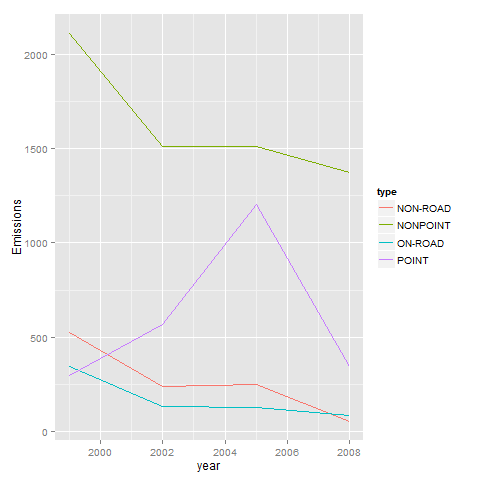 2000
1500
1000
500
0
Emissions
2000
2002
2004
2006
2008
year
type
NON-ROAD
NONPOINT
ON-ROAD
POINT